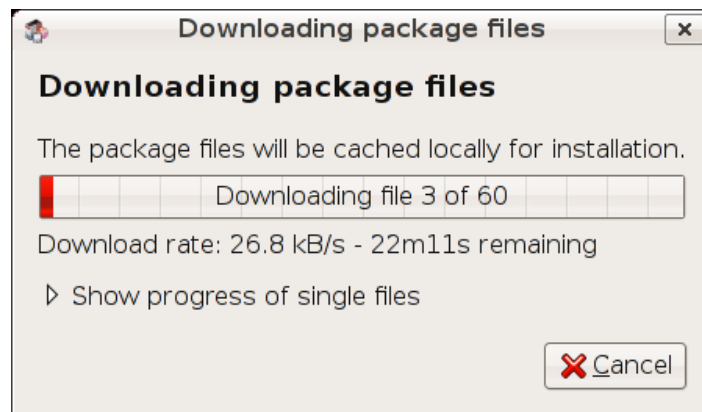 Downloading package files
Downloading package files
The package files will be cached locally for installation.
Downloading file 3 of 60
Download rate: 26.8 kB/s - 22m11s remaining
Show progress of single files
Cancel